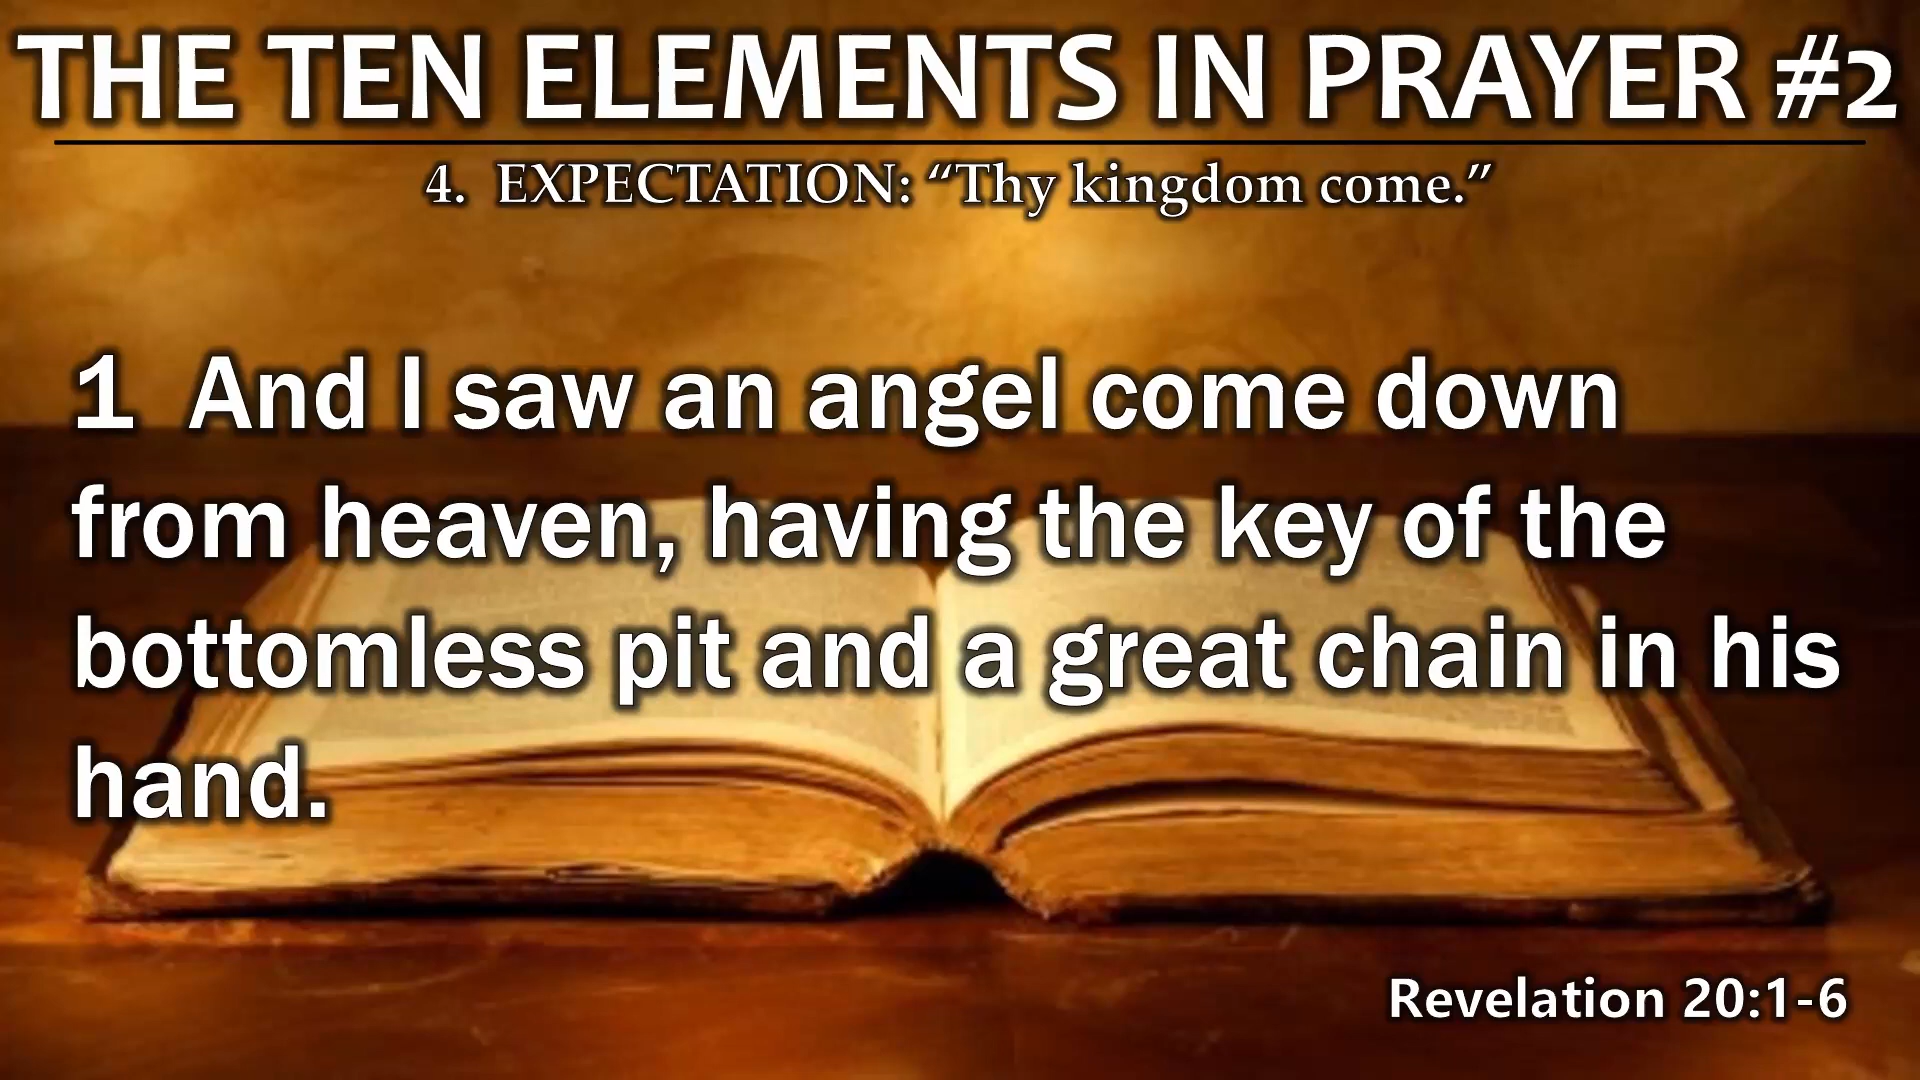 THE TEN ELEMENTS IN PRAYER #2
4. EXPECTATION: “Thy kingdom come.”
1 And I saw an angel come down
from heaven, having the key of the
bottomless pit and a great chain in his
hand.
Revelation 20:1-6